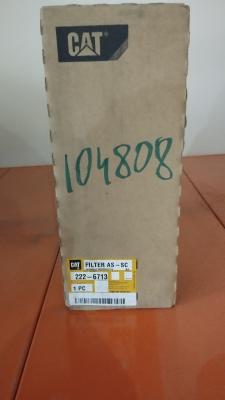 CAT
104808
CAT FILTER AS-SC
222-6713
1 PC